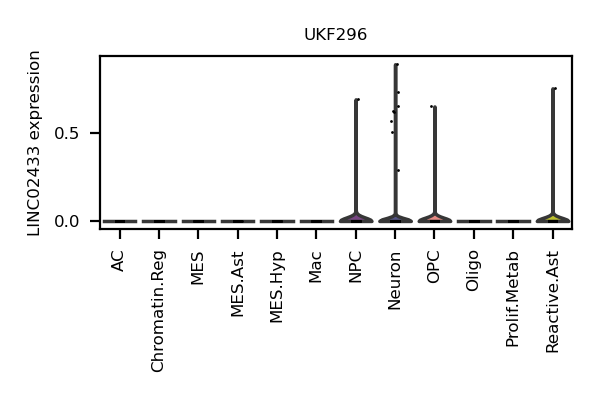 UKF296
LINC02433 expression
0.5
0.0
AC
Chromatin.Reg
MES
MES.Ast
MES.Hyp
Mac
NPC
Neuron
OPC
Oligo
Prolif.Metab
Reactive.Ast